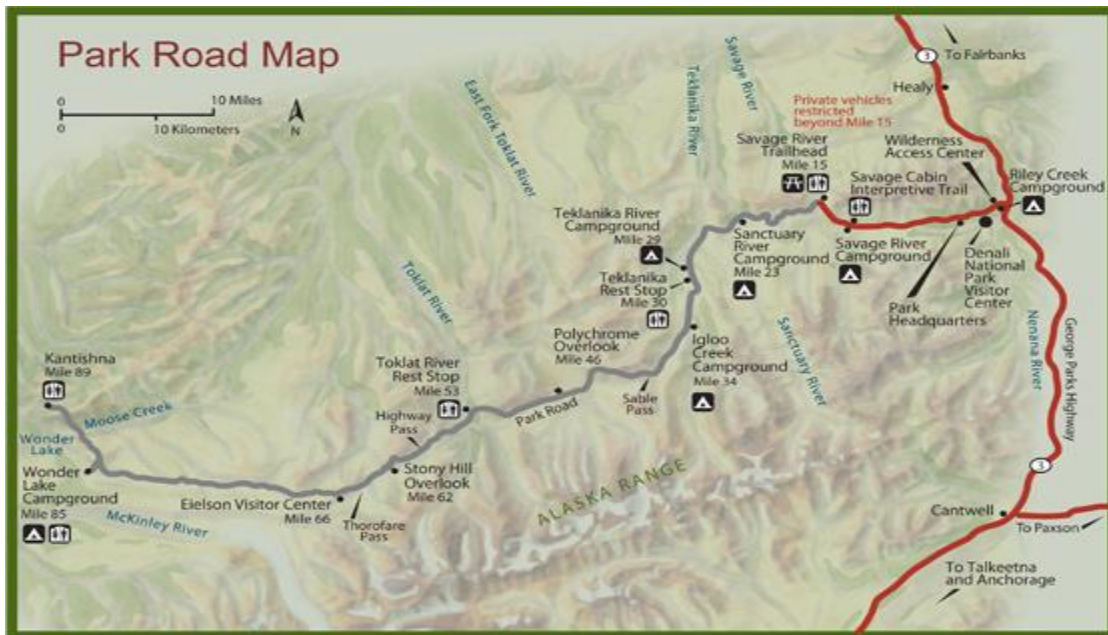 Park Road Map
0 10 Miles
0 10 Kilometers
N
East Fork Toklat River
Teklanika River
Savage River
To Fairbanks
3
Healy
Private vehicles
restricted
beyond Mile 15
Savage River
Trailhead
Mile 15
Wilderness
Access Center
Savage Cabin
Interpretive Trail
Riley Creek
Campground
Teklanika River
Campground
Mile 29
Sanctuary
River
Campground
Mile 23
Savage River
Campground
Denali
National
Park
Visitor
Center
Park
Headquarters
Teklanika
Rest Stop
Mile 30
Toklat River
Polychrome
Overlook
Mile 46
Igloo
Creek
Campground
Mile 34
Sanctuary River
Nenana River
George Parks Highway
Kantishna
Mile 89
Toklat River
Rest Stop
Mile 53
Sable
Pass
Park Road
Highway
Pass
Moose Creek
Wonder
Lake
Wonder
Lake
Campground
Mile 85
Stony Hill
Overlook
Mile 62
Eielson Visitor Center
Mile 66
Thorofare
Pass
McKinley River
ALASKA RANGE
3
Cantwell
To Paxson
To Talkeetna
and Anchorage